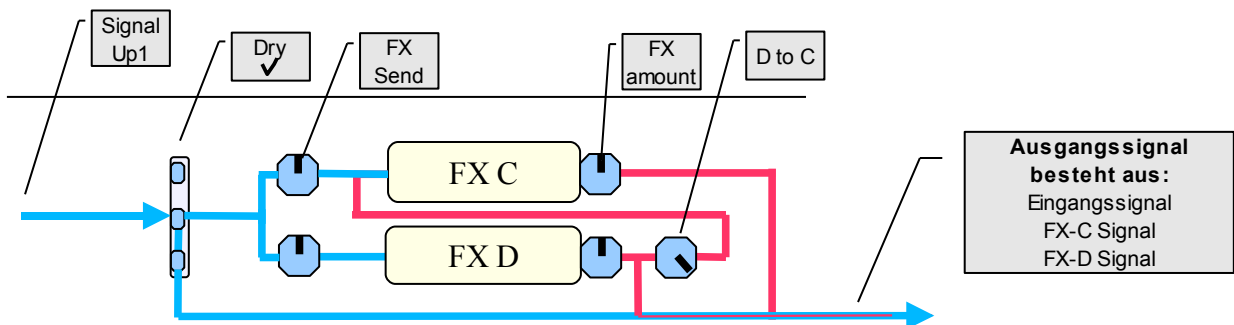 Signal
Up1
Dry
FX
Send
FX
amount
D to C
FX C
FX D
Ausgangssignal
besteht aus:
Eingangssignal
FX-C Signal
FX-D Signal